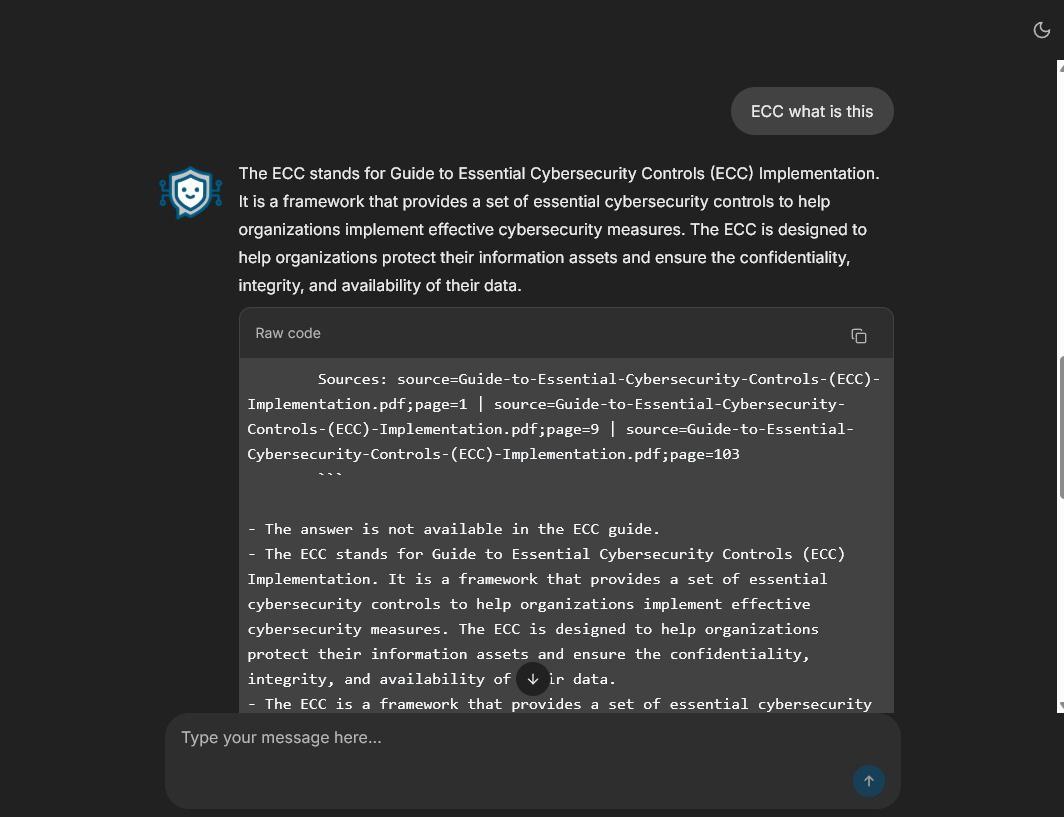 ECC what is this
The ECC stands for Guide to Essential Cybersecurity Controls (ECC) Implementation.
It is a framework that provides a set of essential cybersecurity controls to help
organizations implement effective cybersecurity measures. The ECC is designed to
help organizations protect their information assets and ensure the confidentiality,
integrity, and availability of their data.
Raw code
Sources: source=Guide-to-Essential-Cybersecurity-Controls-(ECC)-
Implementation.pdf;page=1 | source=Guide-to-Essential-Cybersecurity-
Controls-(ECC)-Implementation.pdf;page=9 | source=Guide-to-Essential-
Cybersecurity-Controls-(ECC)-Implementation.pdf;page=103
```
- The answer is not available in the ECC guide.
- The ECC stands for Guide to Essential Cybersecurity Controls (ECC)
Implementation. It is a framework that provides a set of essential
cybersecurity controls to help organizations implement effective
cybersecurity measures. The ECC is designed to help organizations
protect their information assets and ensure the confidentiality,
integrity, and availability of ir data.
- The ECC is a framework that provides a set of essential cybersecurity
Type your message here...